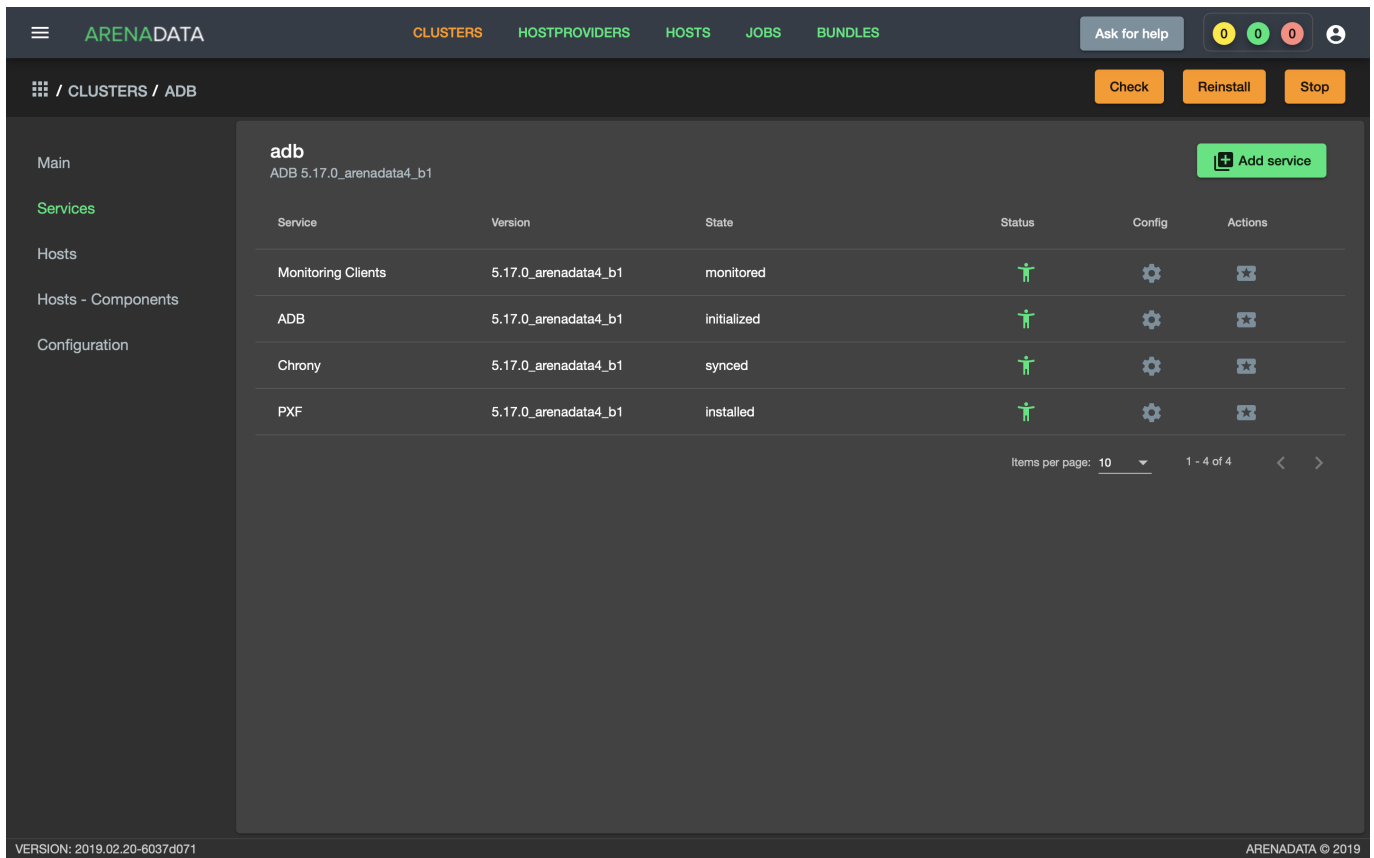 ARENADATA CLUSTERS HOSTPROVIDERS HOSTS JOBS BUNDLES Ask for help 0 0 0
/ CLUSTERS / ADB Check Reinstall Stop
Main
Services
Hosts
Hosts - Components
Configuration
adb
ADB 5.17.0_arenadata4_b1
Add service
Service Version State Status Config Actions
Monitoring Clients 5.17.0_arenadata4_b1 monitored
ADB 5.17.0_arenadata4_b1 initialized
Chrony 5.17.0_arenadata4_b1 synced
PXF 5.17.0_arenadata4_b1 installed
Items per page: 10 1 - 4 of 4
VERSION: 2019.02.20-6037d071 ARENADATA © 2019